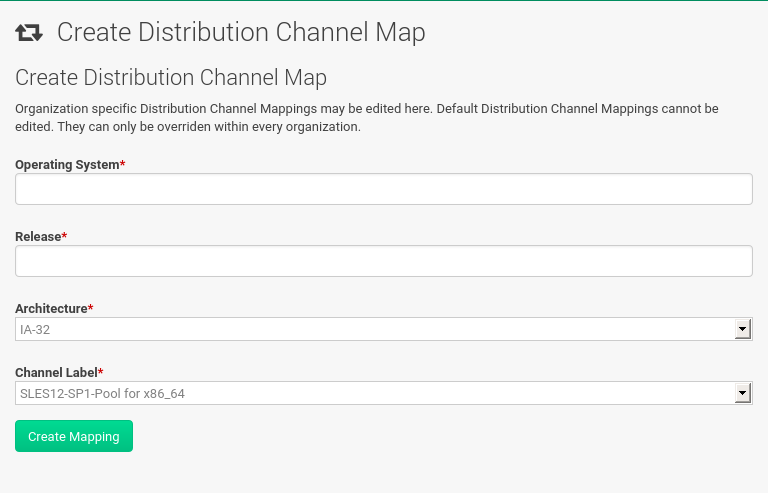 Create Distribution Channel Map
Create Distribution Channel Map
Organization specific Distribution Channel Mappings may be edited here. Default Distribution Channel Mappings cannot be
edited. They can only be overriden within every organization.
Operating System*
Release*
Architecture*
IA-32
Channel Label*
SLES12-SP1-Pool for x86_64
Create Mapping